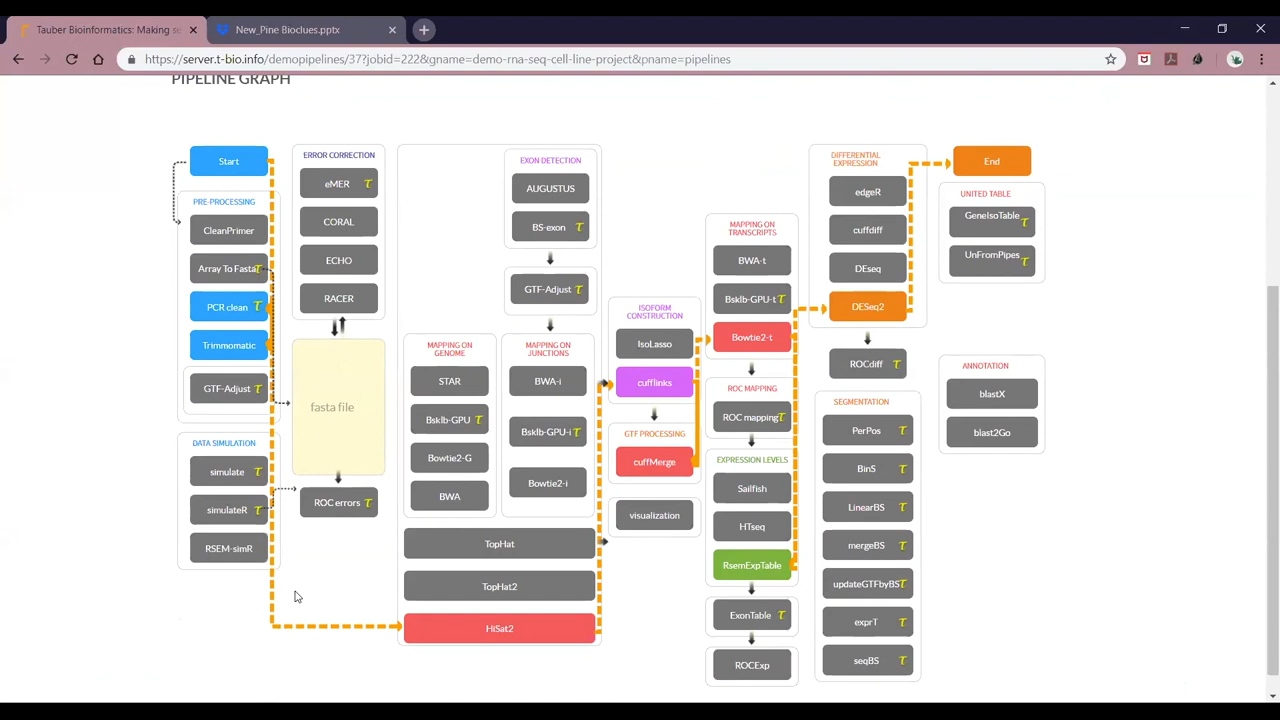 Tauber Bioinformatics: Making se
New_Pine Bioclues.pptx
https://server.t-bio.info/demopipelines/37?jobid=222&gname=demo-rna-seq-cell-line-project&pname=pipelines
PIPELINE GRAPH
Start
PRE-PROCESSING
CleanPrimer
Array To Fasta τ
PCR clean τ
Trimmomatic
GTF-Adjust τ
DATA SIMULATION
simulate τ
simulateR τ
RSEM-simR
ERROR CORRECTION
eMER τ
CORAL
ECHO
RACER
fasta file
ROC errors τ
EXON DETECTION
AUGUSTUS
BS-exon τ
GTF-Adjust τ
MAPPING ON
GENOME
STAR
Bsklb-GPU τ
Bowtie2-G
BWA
MAPPING ON
JUNCTIONS
BWA-i
Bsklb-GPU-i τ
Bowtie2-i
TopHat
TopHat2
HiSat2
ISOFORM
CONSTRUCTION
IsoLasso
cufflinks
GTF PROCESSING
cuffMerge
visualization
MAPPING ON
TRANSCRIPTS
BWA-t
Bsklb-GPU-t τ
Bowtie2-t
ROC MAPPING
ROC mapping τ
EXPRESSION LEVELS
Sailfish
HTseq
RsemExpTable
ExonTable τ
ROCExp
DIFFERENTIAL
EXPRESSION
edgeR
cuffdiff
DEseq
DESeq2
ROCdiff τ
SEGMENTATION
PerPos τ
BinS τ
LinearBS τ
mergeBS τ
updateGTFbyBS τ
exprT τ
seqBS τ
End
UNITED TABLE
GeneIsoTable τ
UnFromPipes τ
ANNOTATION
blastX
blast2Go